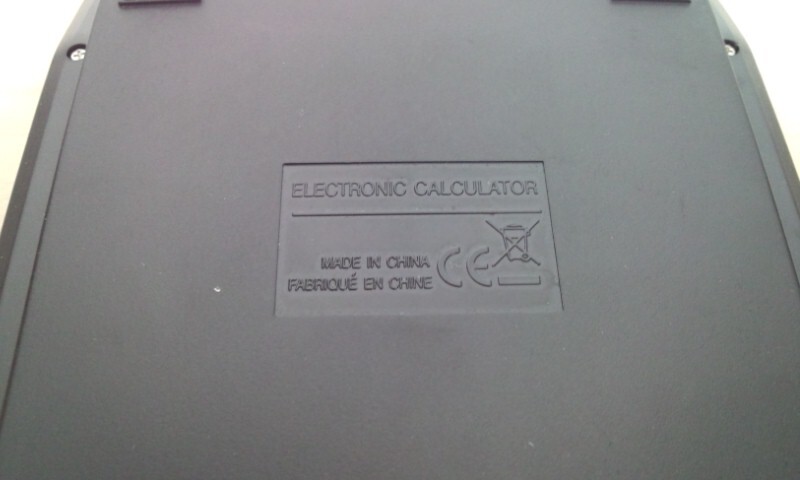 ELECTRONIC CALCULATOR
MADE IN CHINA
FABRIQUÉ EN CHINE
CE